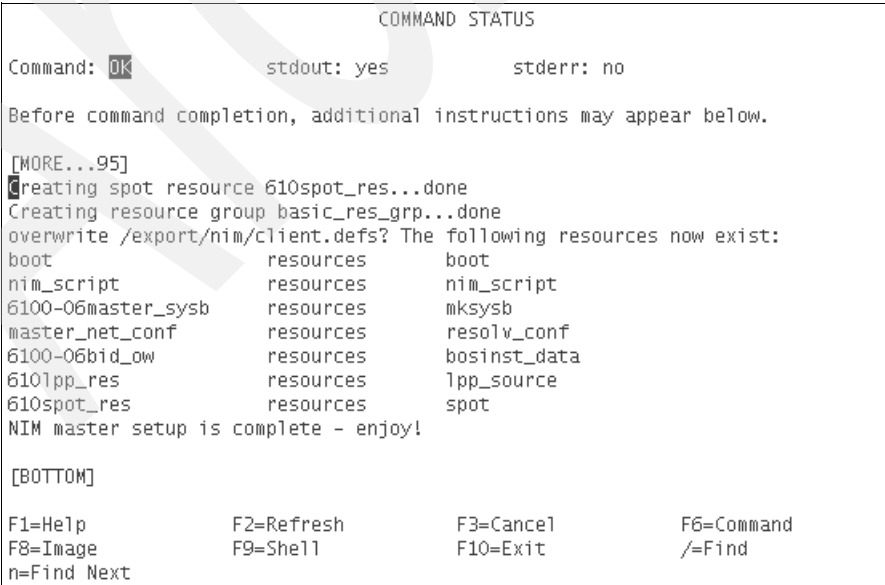 COMMAND STATUS
Command: OK stdout: yes stderr: no
Before command completion, additional instructions may appear below.
[MORE...95]
Creating spot resource 610spot_res...done
Creating resource group basic_res_grp...done
overwrite /export/nim/client.defs? The following resources now exist:
boot resources boot
nim_script resources nim_script
6100-06master_sysb resources mksysb
master_net_conf resources resolv_conf
6100-06bid_ow resources bosinst_data
610lpp_res resources lpp_source
610spot_res resources spot
NIM master setup is complete - enjoy!
[BOTTOM]
F1=Help F2=Refresh F3=Cancel F6=Command
F8=Image F9=Shell F10=Exit /=Find
n=Find Next